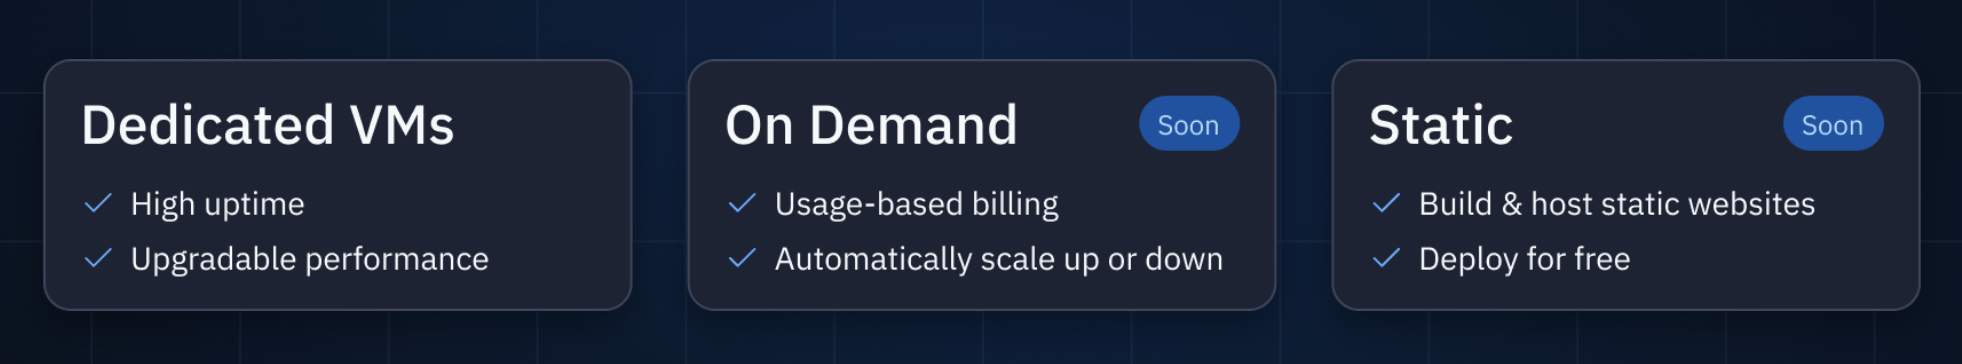 Dedicated VMs
High uptime
Upgradable performance
On Demand
Soon
Usage-based billing
Automatically scale up or down
Static
Soon
Build & host static websites
Deploy for free